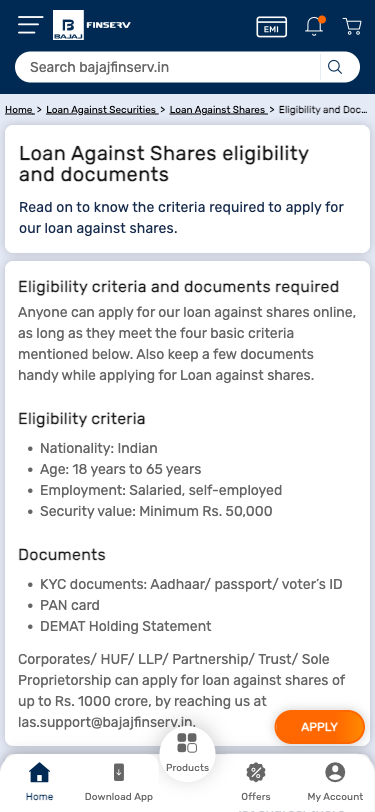 B
BAJAJ
FINSERV
EMI
Search bajajfinserv.in
Home > Loan Against Securities > Loan Against Shares > Eligibility and Doc...
Loan Against Shares eligibility
and documents
Read on to know the criteria required to apply for
our loan against shares.
Eligibility criteria and documents required
Anyone can apply for our loan against shares online,
as long as they meet the four basic criteria
mentioned below. Also keep a few documents
handy while applying for Loan against shares.
Eligibility criteria
• Nationality: Indian
• Age: 18 years to 65 years
• Employment: Salaried, self-employed
• Security value: Minimum Rs. 50,000
Documents
• KYC documents: Aadhaar/ passport/ voter’s ID
• PAN card
• DEMAT Holding Statement
Corporates/ HUF/ LLP/ Partnership/ Trust/ Sole
Proprietorship can apply for loan against shares of
up to Rs. 1000 crore, by reaching us at
las.support@bajajfinserv.in.
APPLY
Home
Download App
Products
Offers
My Account